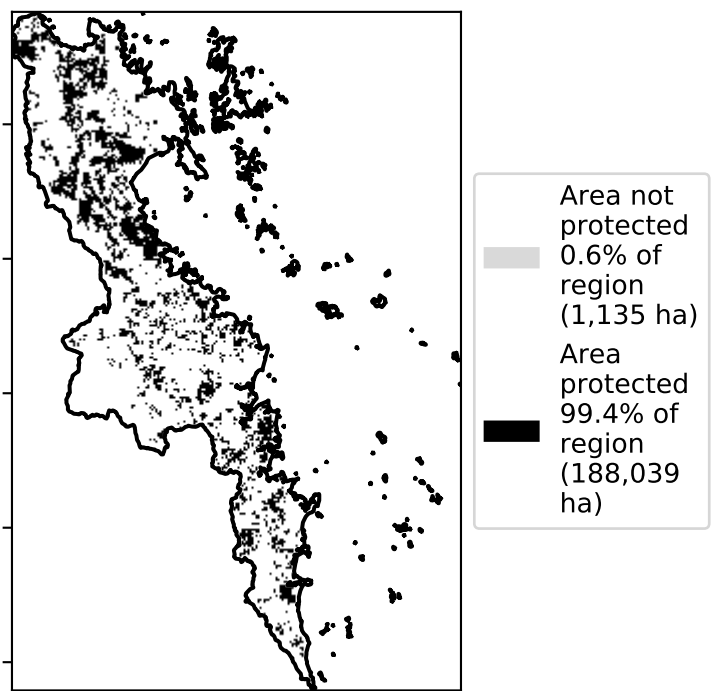 Area not
protected
0.6% of
region
(1,135 ha)
Area
protected
99.4% of
region
(188,039
ha)